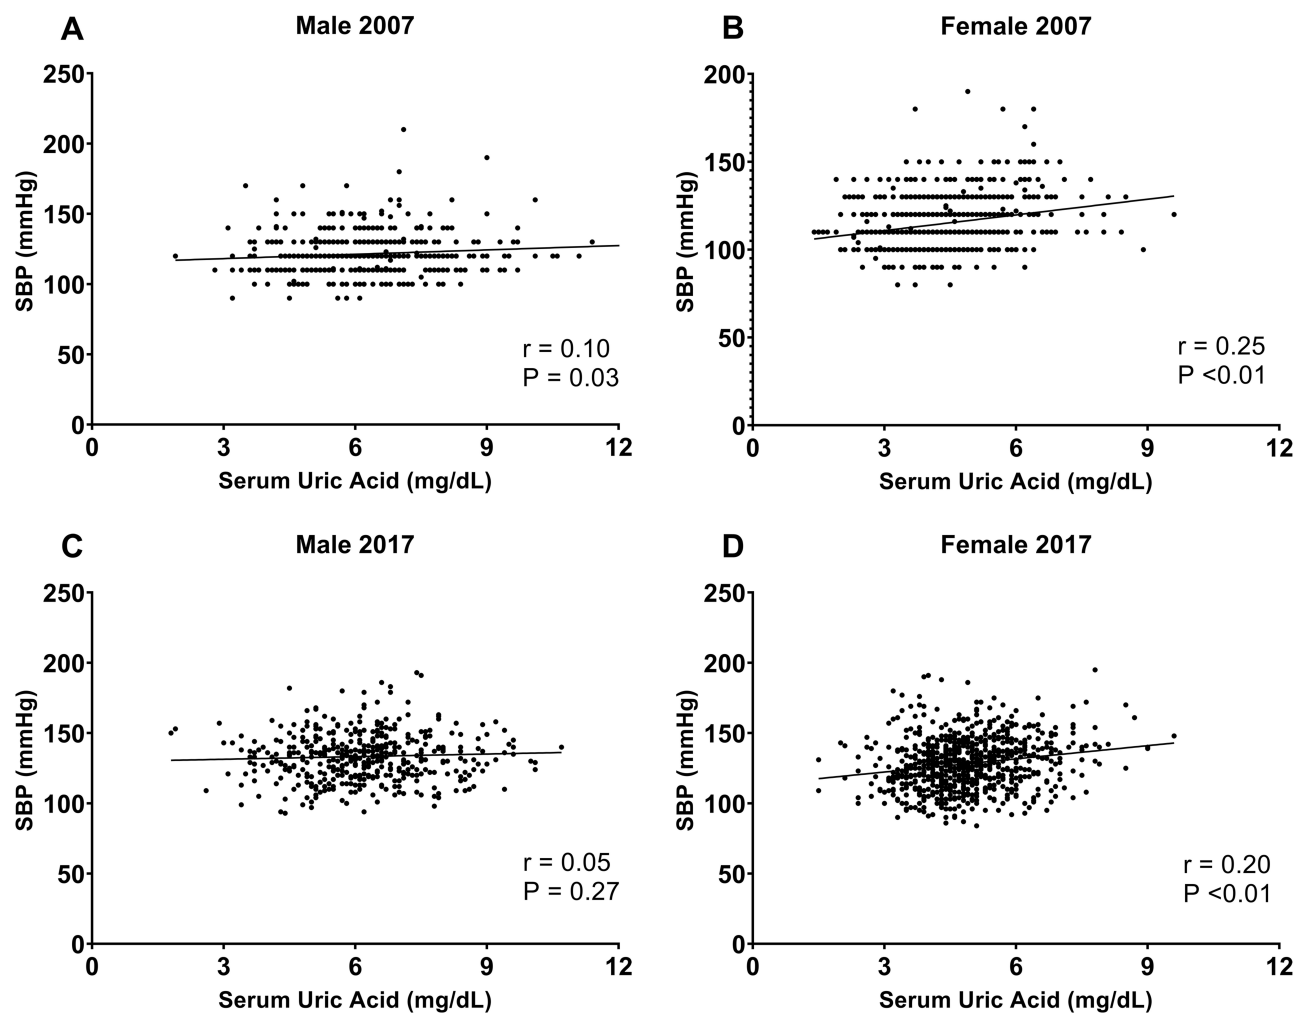 A
Male 2007
250
200
150
100
50
0
0 3 6 9 12
SBP (mmHg)
Serum Uric Acid (mg/dL)
r = 0.10
P = 0.03
B
Female 2007
200
150
100
50
0
0 3 6 9 12
SBP (mmHg)
Serum Uric Acid (mg/dL)
r = 0.25
P <0.01
C
Male 2017
250
200
150
100
50
0
0 3 6 9 12
SBP (mmHg)
Serum Uric Acid (mg/dL)
r = 0.05
P = 0.27
D
Female 2017
250
200
150
100
50
0
0 3 6 9 12
SBP (mmHg)
Serum Uric Acid (mg/dL)
r = 0.20
P <0.01